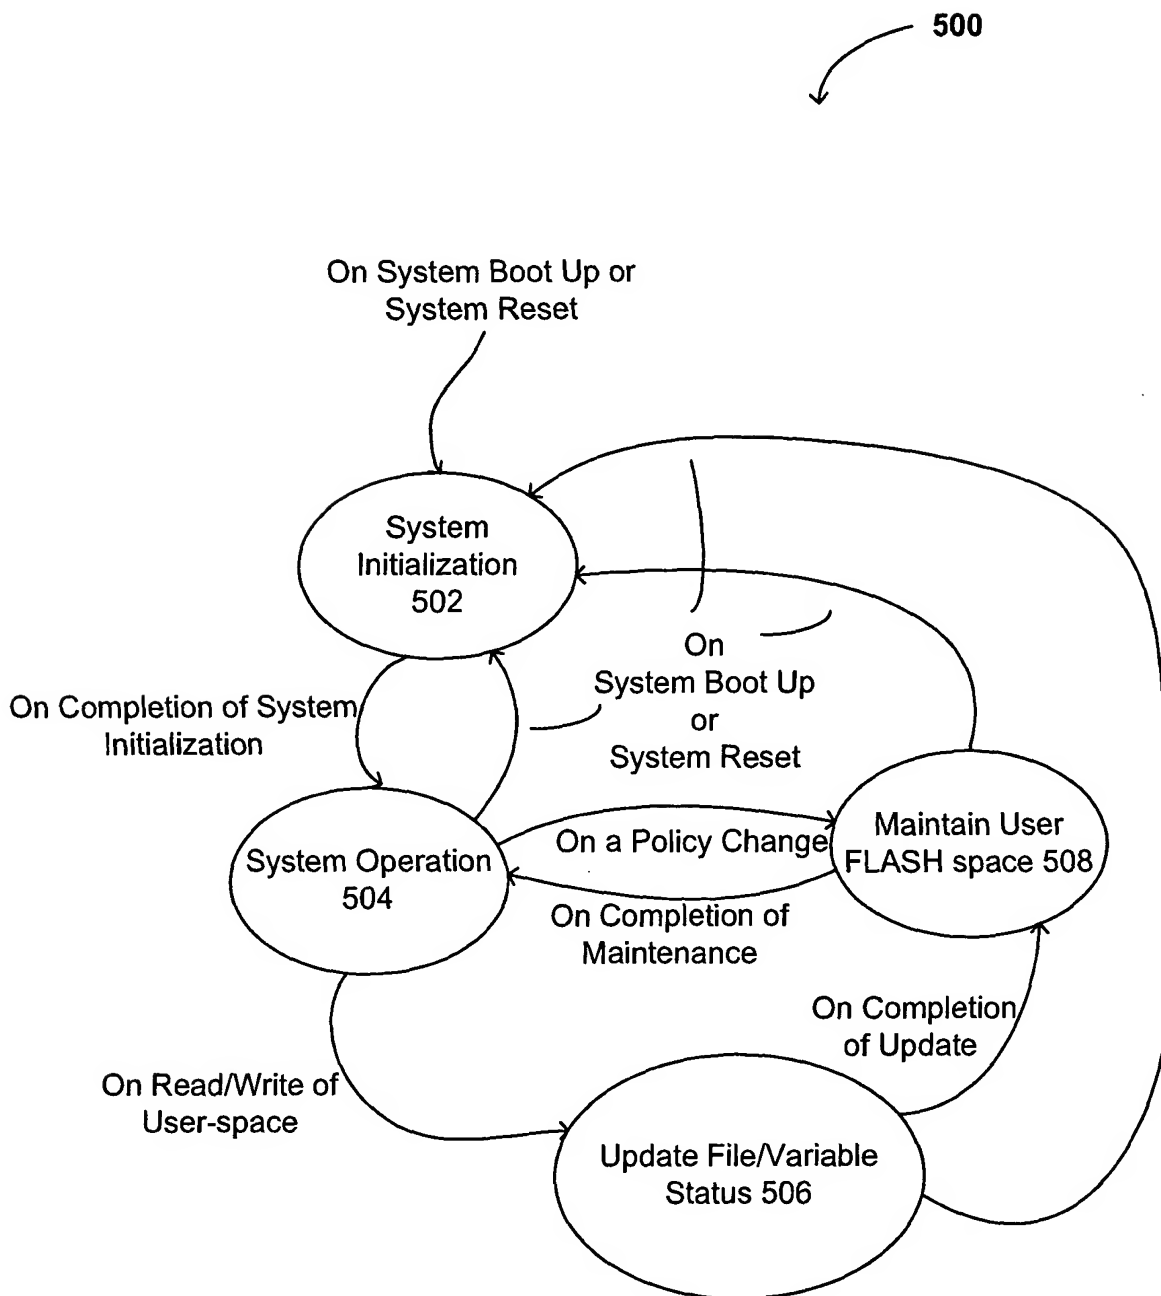 500
On System Boot Up or
System Reset
System
Initialization
502
On
System Boot Up
or
System Reset
On Completion of System
Initialization
System Operation
504
On a Policy Change
Maintain User
FLASH space 508
On Completion of
Maintenance
On Completion
of Update
On Read/Write of
User-space
Update File/Variable
Status 506